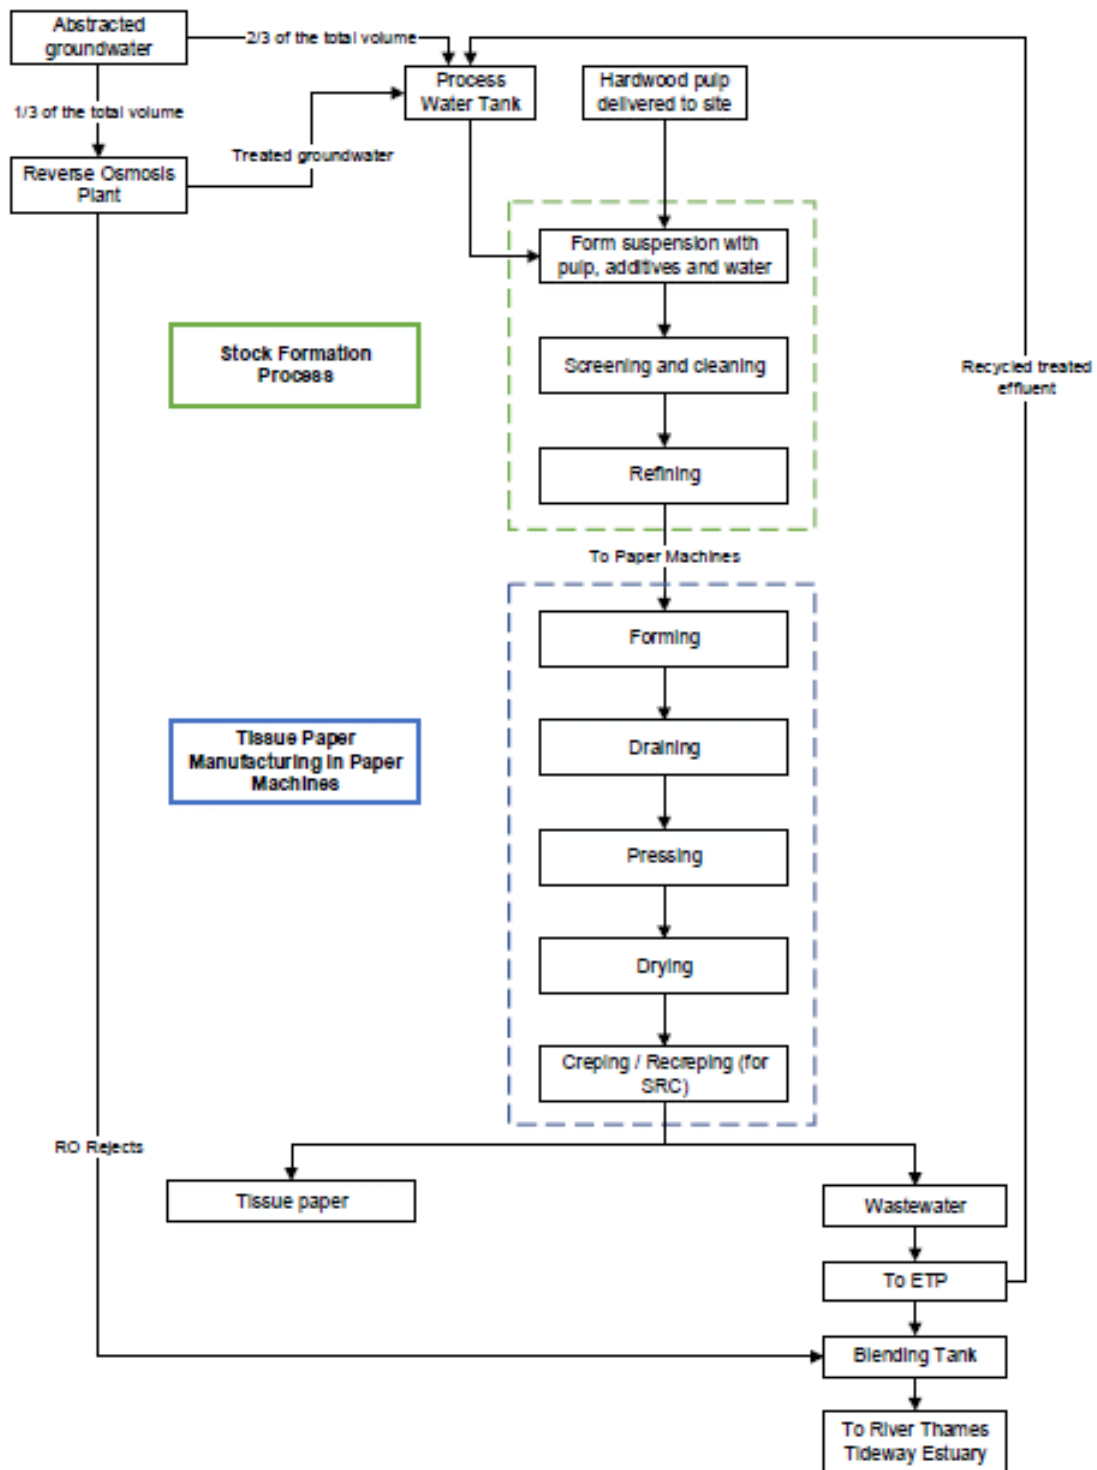 Abstracted
groundwater
2/3 of the total volume
Process
Water Tank
Hardwood pulp
delivered to site
1/3 of the total volume
Reverse Osmosis
Plant
Treated groundwater
Form suspension with
pulp, additives and water
Stock Formation
Process
Screening and cleaning
Recycled treated
effluent
Refining
To Paper Machines
Forming
Tissue Paper
Manufacturing in Paper
Machines
Draining
Pressing
Drying
Creping / Recreping (for
SRC)
RO Rejects
Tissue paper
Wastewater
To ETP
Blending Tank
To River Thames
Tideway Estuary